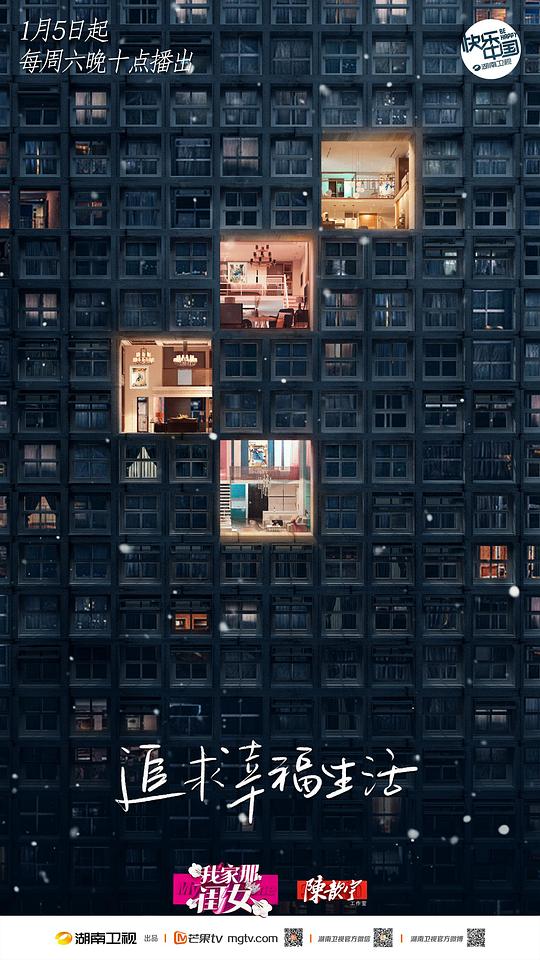 1月5日起
每周六晚十点播出
快乐
BE HAPPY
中国
湖南卫视
追求幸福生活
我家那
闺女
陳歆宇
工作室
湖南卫视 出品 | 芒果tv mgtv.com | 湖南卫视官方微信 | 湖南卫视官方微博